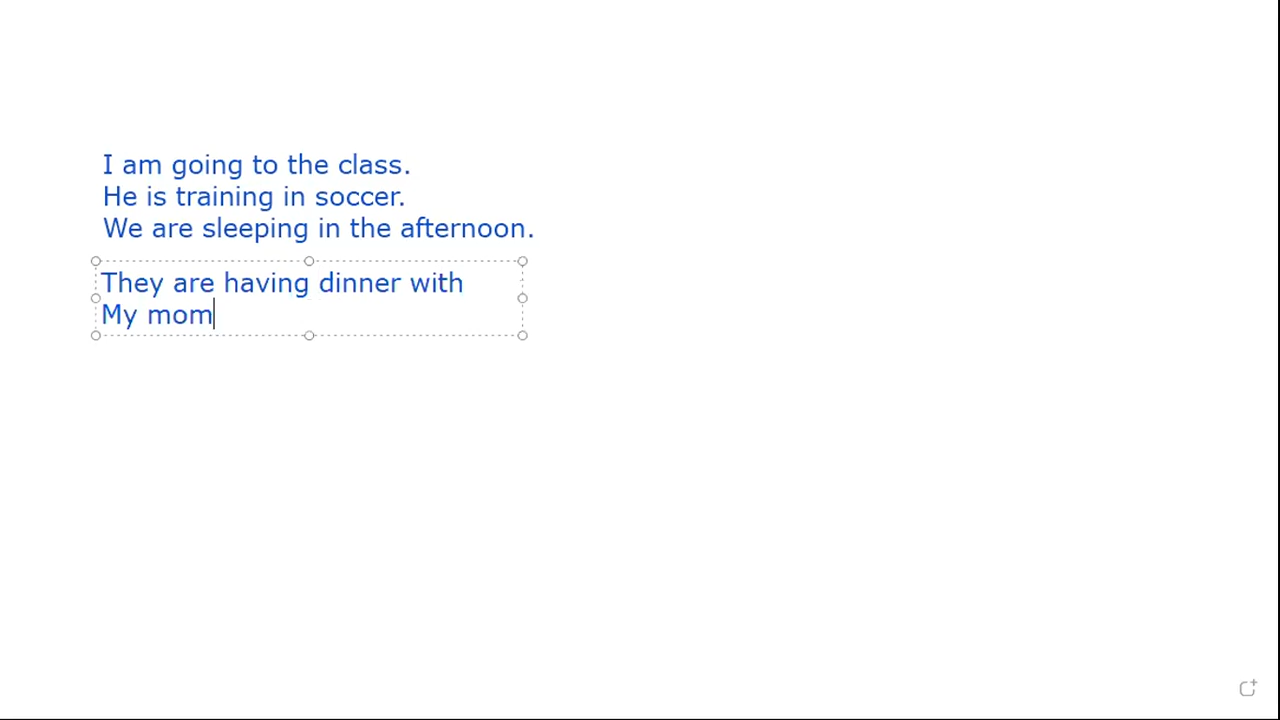 I am going to the class.
He is training in soccer.
We are sleeping in the afternoon.
They are having dinner with
My mom